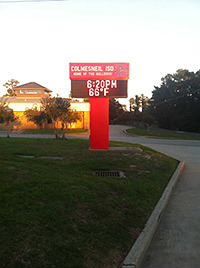 COLMESNEIL ISD
HOME OF THE BULLDOGS
6:20PM
66°F